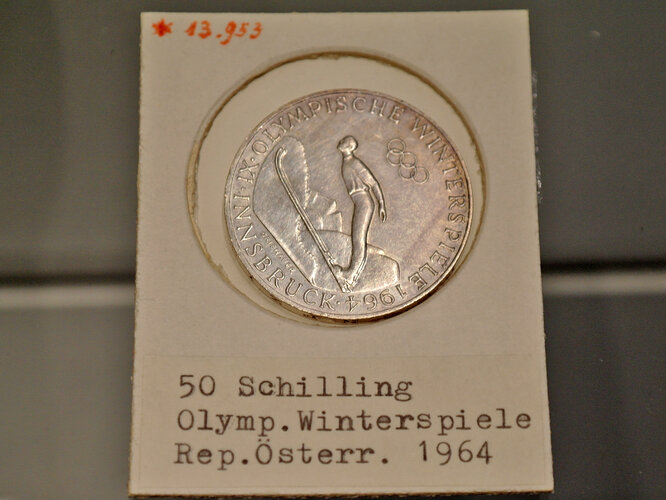 * 13.953
IX·OLYMPISCHE WINTERSPIELE 1964·INNSBRUCK·
50 Schilling
Olymp.Winterspiele
Rep.Österr. 1964